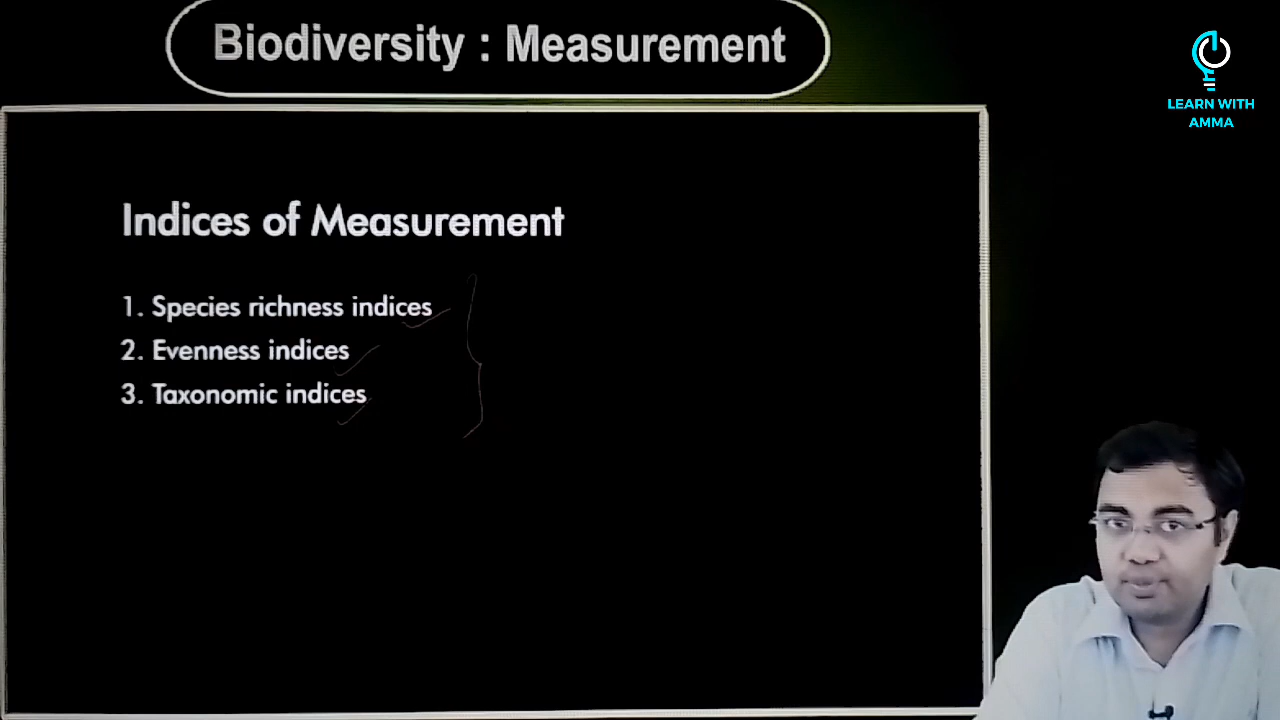 Biodiversity : Measurement
LEARN WITH
AMMA
Indices of Measurement
1. Species richness indices
2. Evenness indices
3. Taxonomic indices